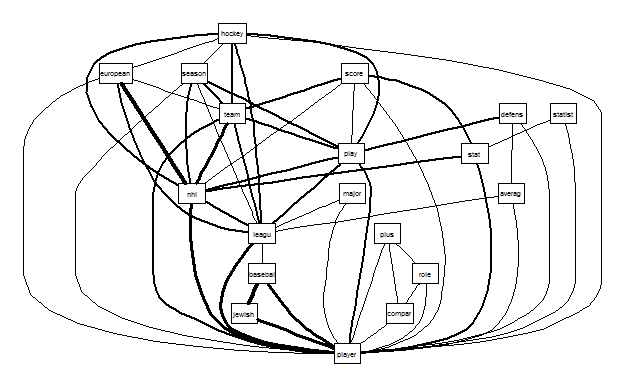 hockey
european
season
score
team
defens
statist
play
stat
nhl
major
averag
leagu
plus
baseball
role
jewish
compar
player